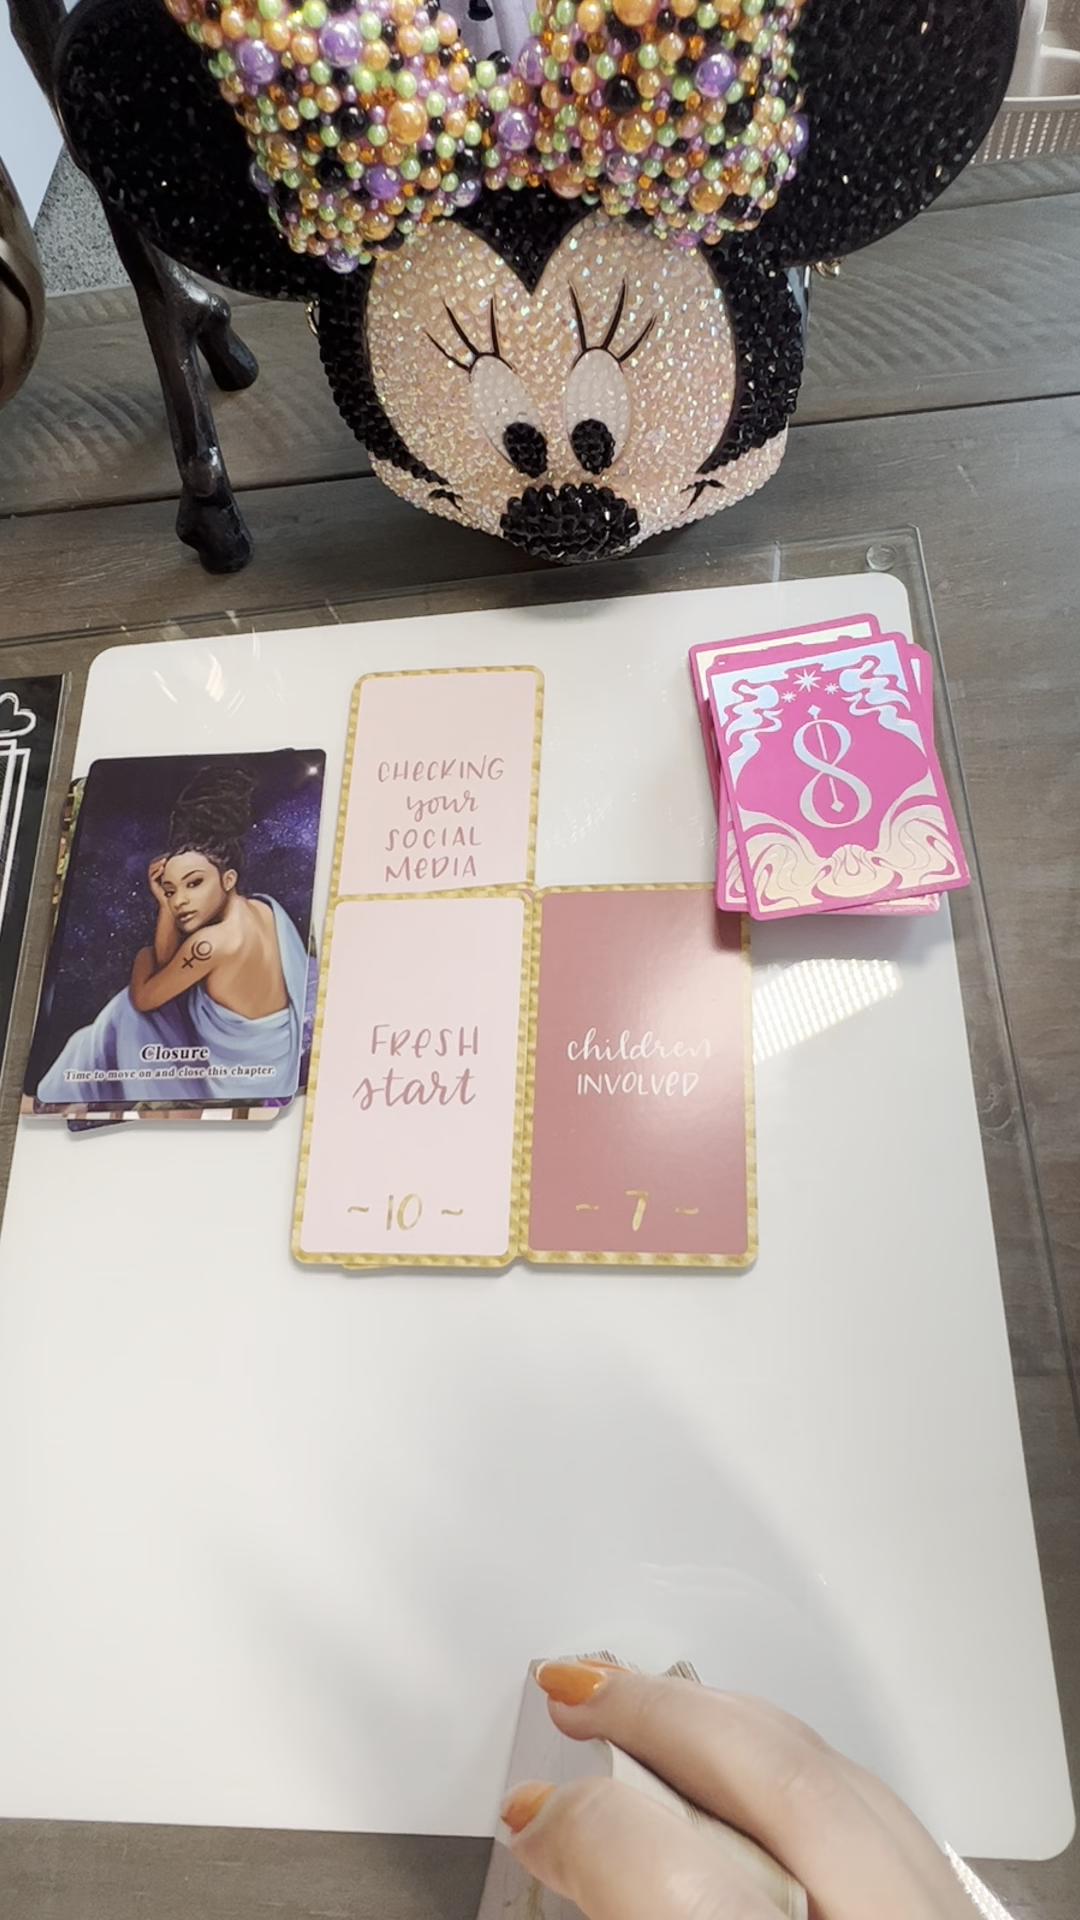 CHECKING
your
SOCIAL
MEDIA
8
Closure
Time to move on and close this chapter.
FRESH
start
~ 10 ~
children
INVOLVED
~ 7 ~